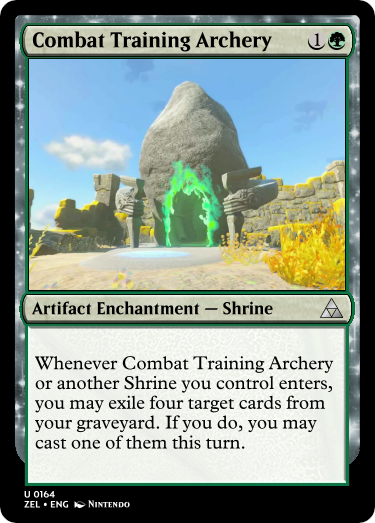 Combat Training Archery 1
Artifact Enchantment — Shrine
Whenever Combat Training Archery
or another Shrine you control enters,
you may exile four target cards from
your graveyard. If you do, you may
cast one of them this turn.
U 0164
ZEL • ENG Nintendo